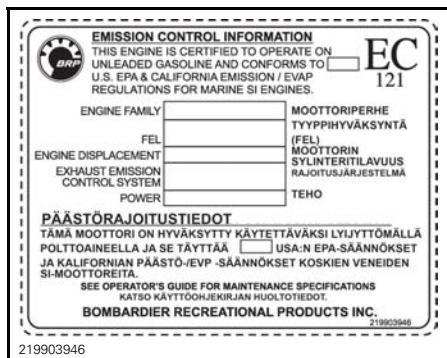 EMISSION CONTROL INFORMATION
THIS ENGINE IS CERTIFIED TO OPERATE ON
UNLEADED GASOLINE AND CONFORMS TO
U.S. EPA & CALIFORNIA EMISSION / EVAP
REGULATIONS FOR MARINE SI ENGINES.
BRP
EC
121
ENGINE FAMILY MOOTTORIPERHE
TYYPPIHYVÄKSYNTÄ
FEL (FEL)
ENGINE DISPLACEMENT MOOTTORIN
SYLINTERITILAVUUS
EXHAUST EMISSION RAJOITUSJÄRJESTELMÄ
CONTROL SYSTEM
POWER TEHO
PÄÄSTÖRAJOITUSTIEDOT
TÄMÄ MOOTTORI ON HYVÄKSYTTY KÄYTETTÄVÄKSI LYIJYTTÖMÄLLÄ
POLTTOAINEELLA JA SE TÄYTTÄÄ USA:N EPA-SÄÄNNÖKSET
JA KALIFORNIAN PÄÄSTÖ-/EVP -SÄÄNNÖKSET KOSKIEN VENEIDEN
SI-MOOTTOREITA.
SEE OPERATOR'S GUIDE FOR MAINTENANCE SPECIFICATIONS
KATSO KÄYTTÖOHJEKIRJAN HUOLTOTIEDOT.
BOMBARDIER RECREATIONAL PRODUCTS INC.
219903946
219903946